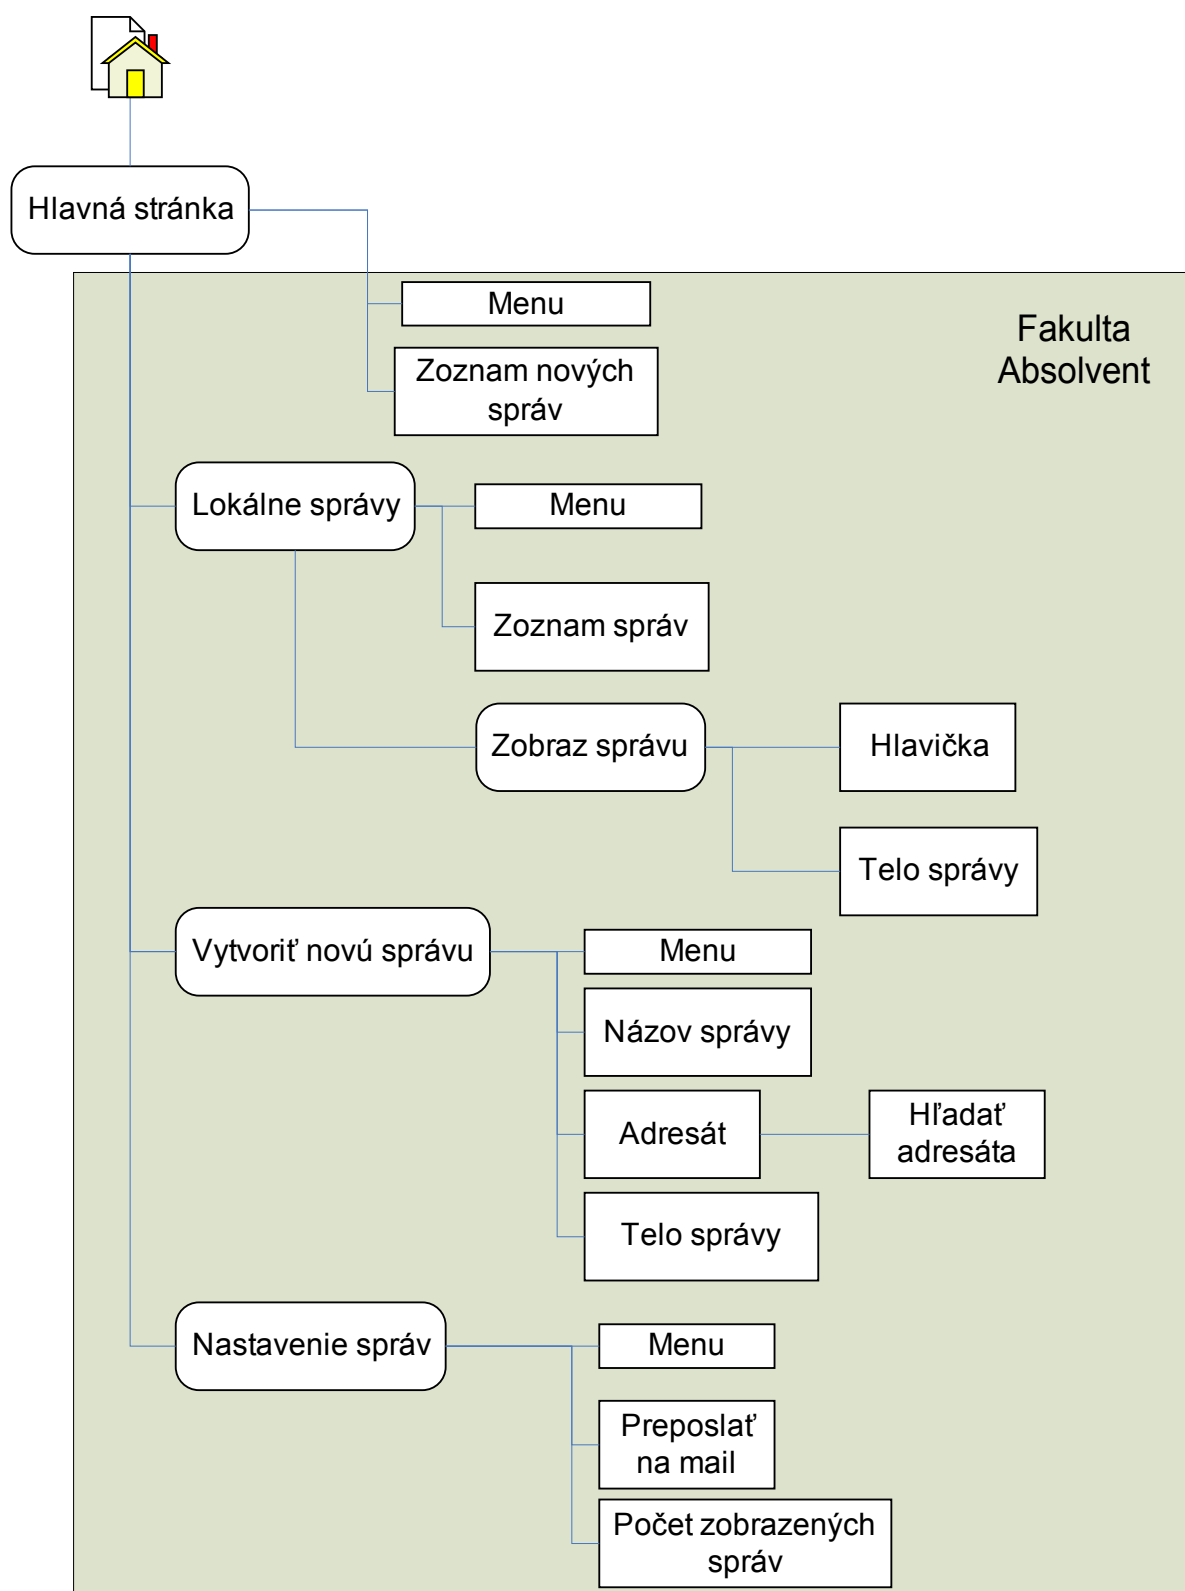 Hlavná stránka
Menu
Fakulta
Absolvent
Zoznam nových
správ
Lokálne správy
Menu
Zoznam správ
Zobraz správu
Hlavička
Telo správy
Vytvoriť novú správu
Menu
Názov správy
Adresát
Hľadať
adresáta
Telo správy
Nastavenie správ
Menu
Preposlať
na mail
Počet zobrazených
správ